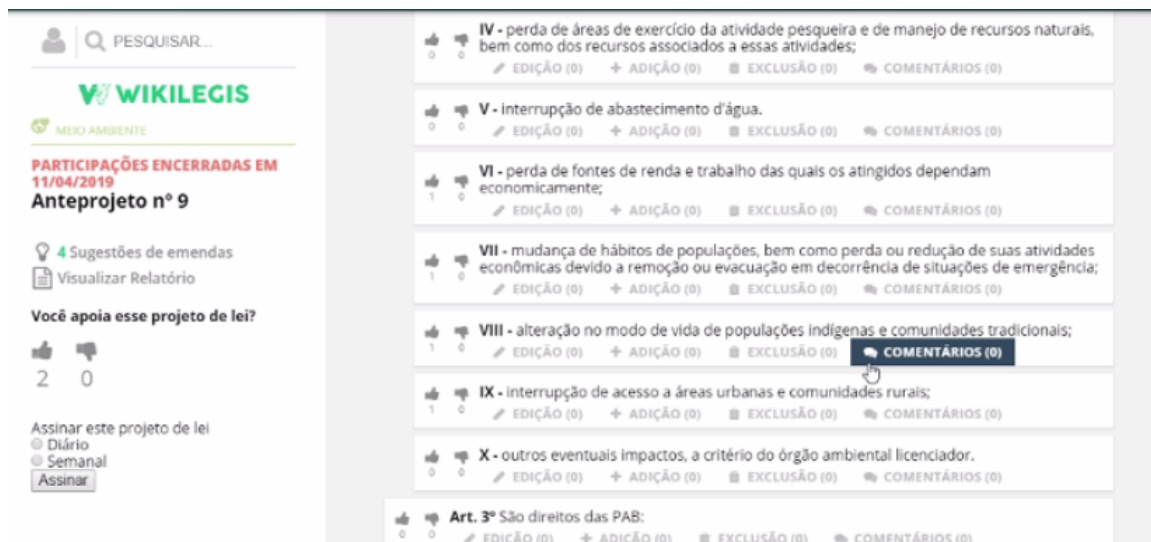 PESQUISAR...
WIKILEGIS
MEIO AMBIENTE
PARTICIPAÇÕES ENCERRADAS EM
11/04/2019
Anteprojeto nº 9
4 Sugestões de emendas
Visualizar Relatório
Você apoia esse projeto de lei?
2 0
Assinar este projeto de lei
Diário
Semanal
Assinar
IV - perda de áreas de exercício da atividade pesqueira e de manejo de recursos naturais,
bem como dos recursos associados a essas atividades;
0 0
EDIÇÃO (0) ADIÇÃO (0) EXCLUSÃO (0) COMENTÁRIOS (0)
V - interrupção de abastecimento d'água.
0 0 EDIÇÃO (0) ADIÇÃO (0) EXCLUSÃO (0) COMENTÁRIOS (0)
VI - perda de fontes de renda e trabalho das quais os atingidos dependam
economicamente;
1 0
EDIÇÃO (0) ADIÇÃO (0) EXCLUSÃO (0) COMENTÁRIOS (0)
VII - mudança de hábitos de populações, bem como perda ou redução de suas atividades
econômicas devido a remoção ou evacuação em decorrência de situações de emergência;
1 0
EDIÇÃO (0) ADIÇÃO (0) EXCLUSÃO (0) COMENTÁRIOS (0)
VIII - alteração no modo de vida de populações indígenas e comunidades tradicionais;
1 0 EDIÇÃO (0) ADIÇÃO (0) EXCLUSÃO (0) COMENTÁRIOS (0)
IX - interrupção de acesso a áreas urbanas e comunidades rurais;
1 0 EDIÇÃO (0) ADIÇÃO (0) EXCLUSÃO (0) COMENTÁRIOS (0)
X - outros eventuais impactos, a critério do órgão ambiental licenciador.
0 0 EDIÇÃO (0) ADIÇÃO (0) EXCLUSÃO (0) COMENTÁRIOS (0)
Art. 3º São direitos das PAB:
0 0 EDIÇÃO (0) ADIÇÃO (0) EXCLUSÃO (0) COMENTÁRIOS (0)